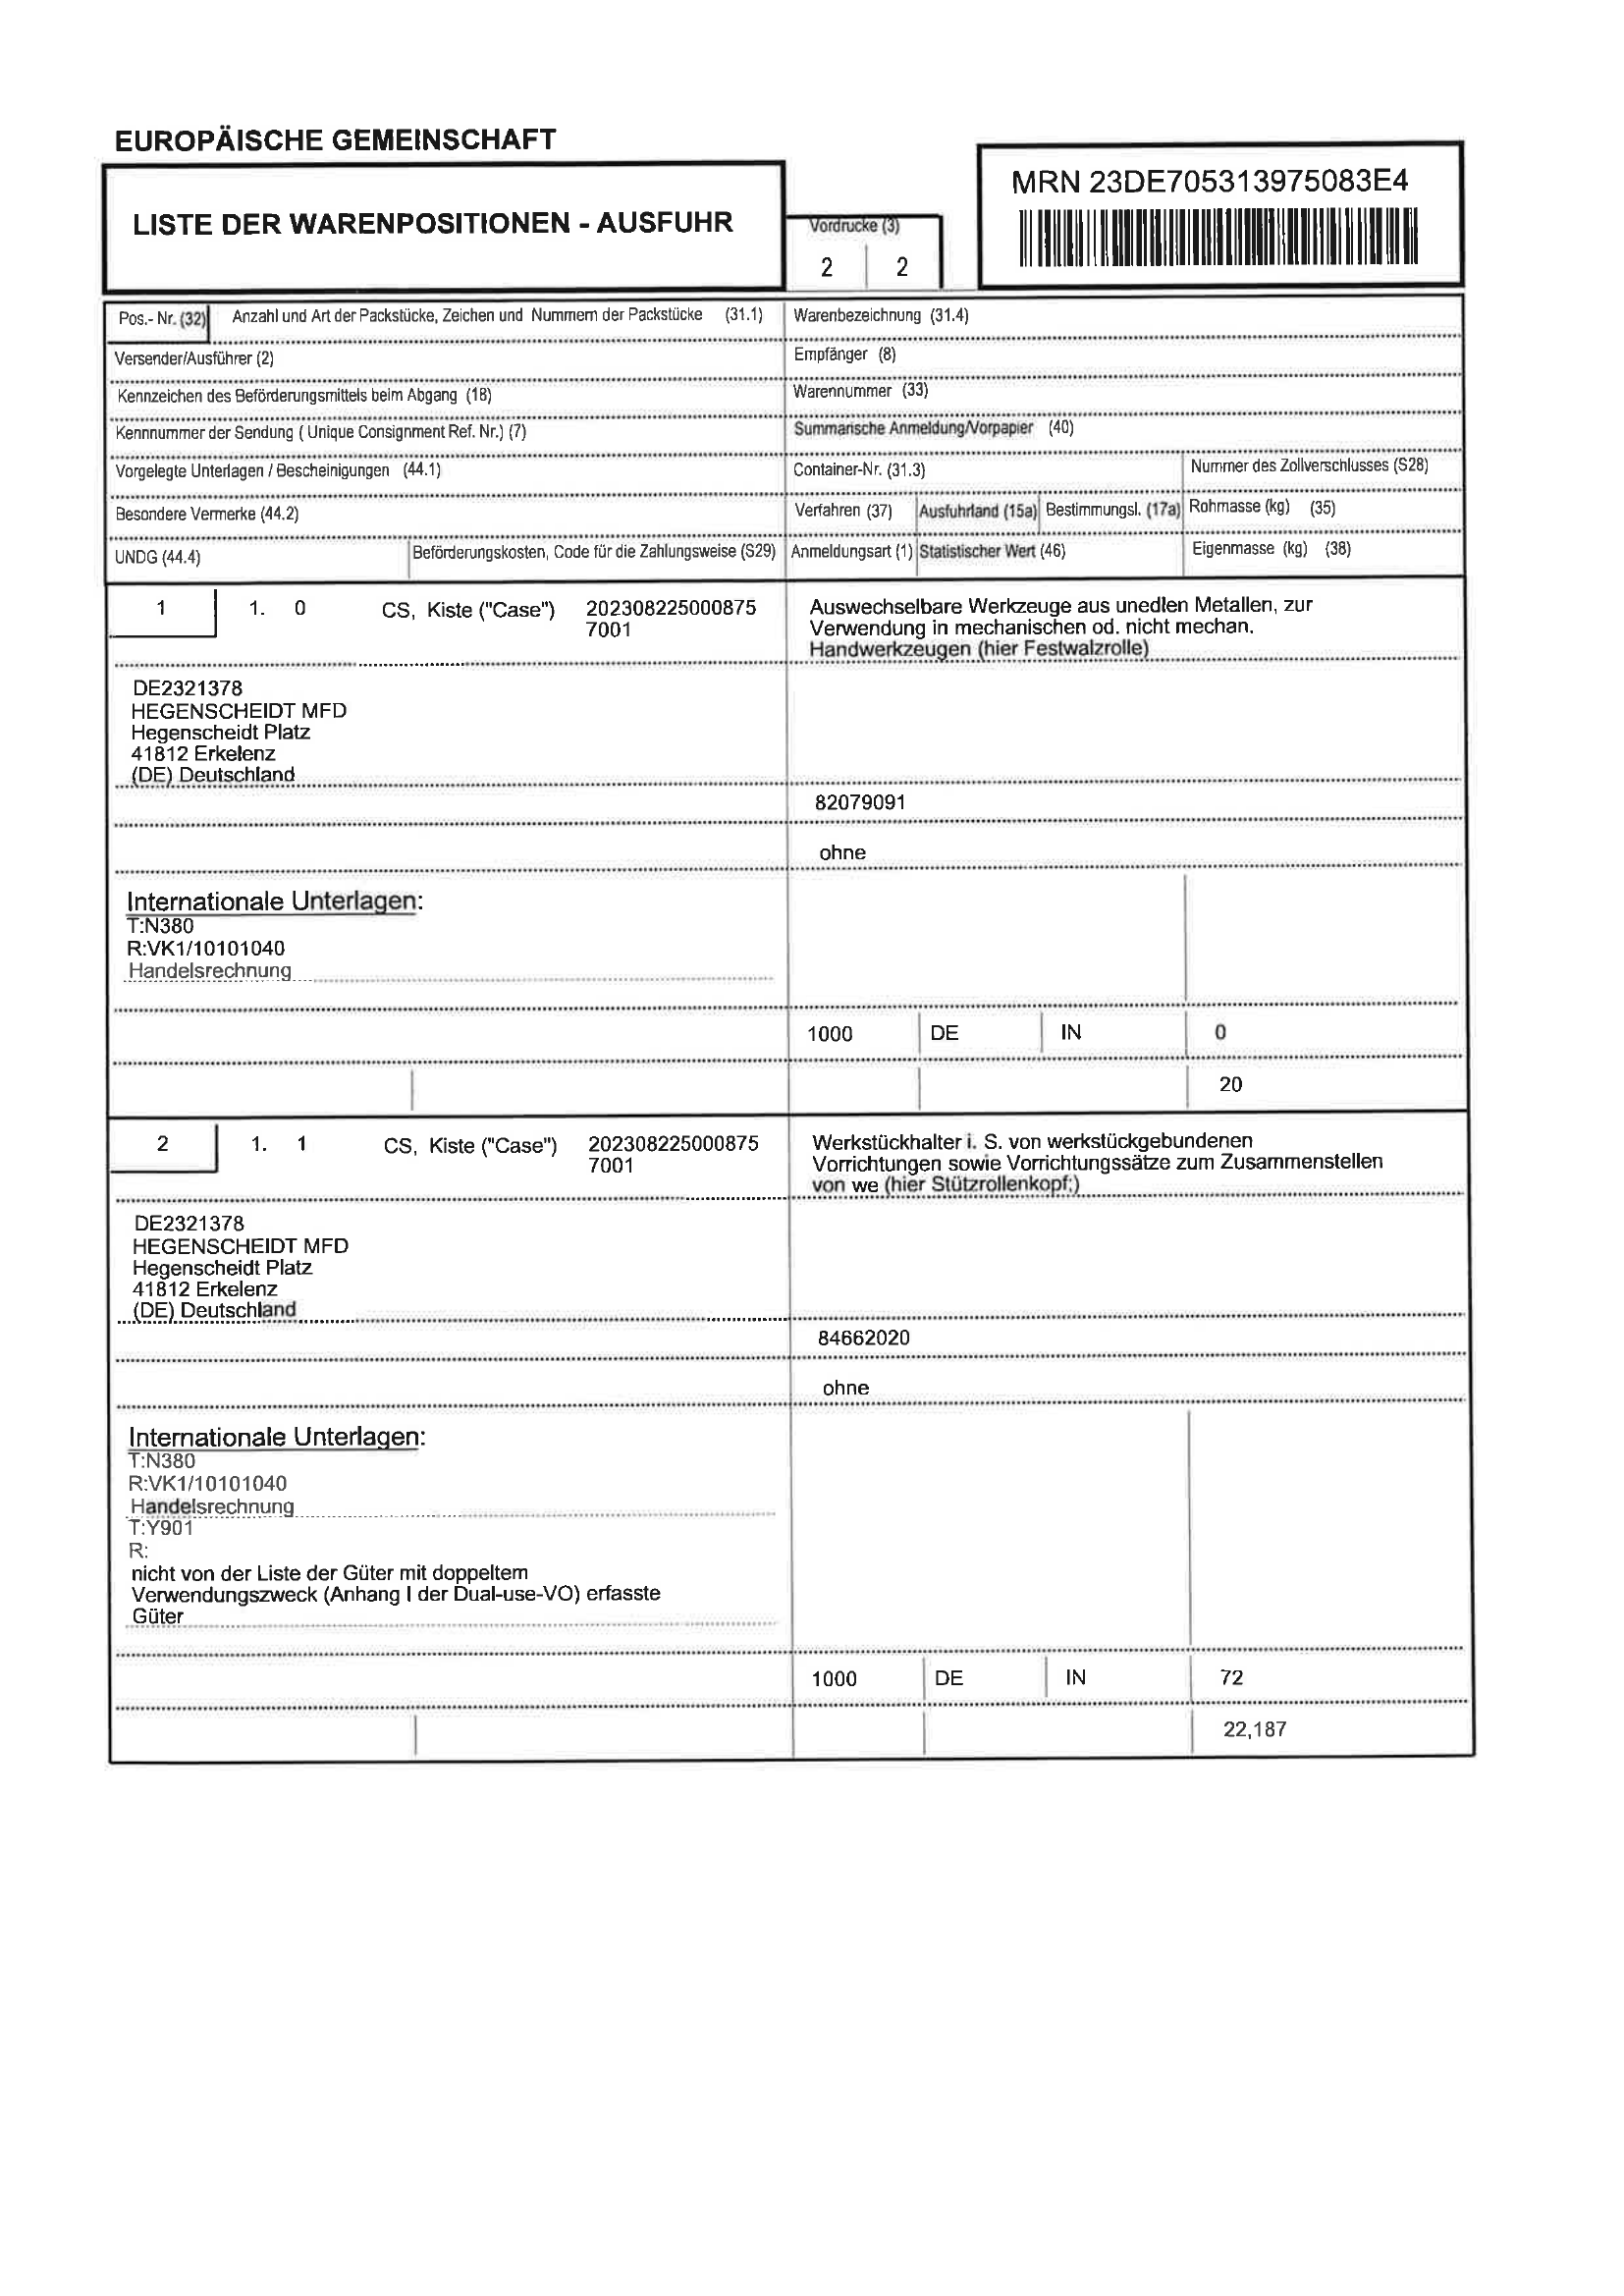 EUROPÄISCHE GEMEINSCHAFT
LISTE DER WARENPOSITIONEN - AUSFUHR
Vordrucke (3)
2 2
MRN 23DE705313975083E4
Pos.- Nr. (32) Anzahl und Art der Packstücke, Zeichen und Nummern der Packstücke (31.1) Warenbezeichnung (31.4)
Versender/Ausführer (2) Empfänger (8)
Kennzeichen des Beförderungsmittels beim Abgang (18) Warennummer (33)
Kennnummer der Sendung ( Unique Consignment Ref. Nr.) (7) Summarische Anmeldung/Vorpapier (40)
Vorgelegte Unterlagen / Bescheinigungen (44.1) Container-Nr. (31.3) Nummer des Zollverschlusses (S28)
Besondere Vermerke (44.2) Verfahren (37) Ausfuhrland (15a) Bestimmungsl. (17a) Rohmasse (kg) (35)
UNDG (44.4) Beförderungskosten, Code für die Zahlungsweise (S29) Anmeldungsart (1) Statistischer Wert (46) Eigenmasse (kg) (38)
1 1. 0 CS, Kiste ("Case") 202308225000875
7001
Auswechselbare Werkzeuge aus unedlen Metallen, zur
Verwendung in mechanischen od. nicht mechan.
Handwerkzeugen (hier Festwalzrolle)
DE2321378
HEGENSCHEIDT MFD
Hegenscheidt Platz
41812 Erkelenz
(DE) Deutschland
82079091
ohne
Internationale Unterlagen:
T:N380
R:VK1/10101040
Handelsrechnung
1000 DE IN 0
20
2 1. 1 CS, Kiste ("Case") 202308225000875
7001
Werkstückhalter i. S. von werkstückgebundenen
Vorrichtungen sowie Vorrichtungssätze zum Zusammenstellen
von we (hier Stützrollenkopf;)
DE2321378
HEGENSCHEIDT MFD
Hegenscheidt Platz
41812 Erkelenz
(DE) Deutschland
84662020
ohne
Internationale Unterlagen:
T:N380
R:VK1/10101040
Handelsrechnung
T:Y901
R:
nicht von der Liste der Güter mit doppeltem
Verwendungszweck (Anhang I der Dual-use-VO) erfasste
Güter
1000 DE IN 72
22,187